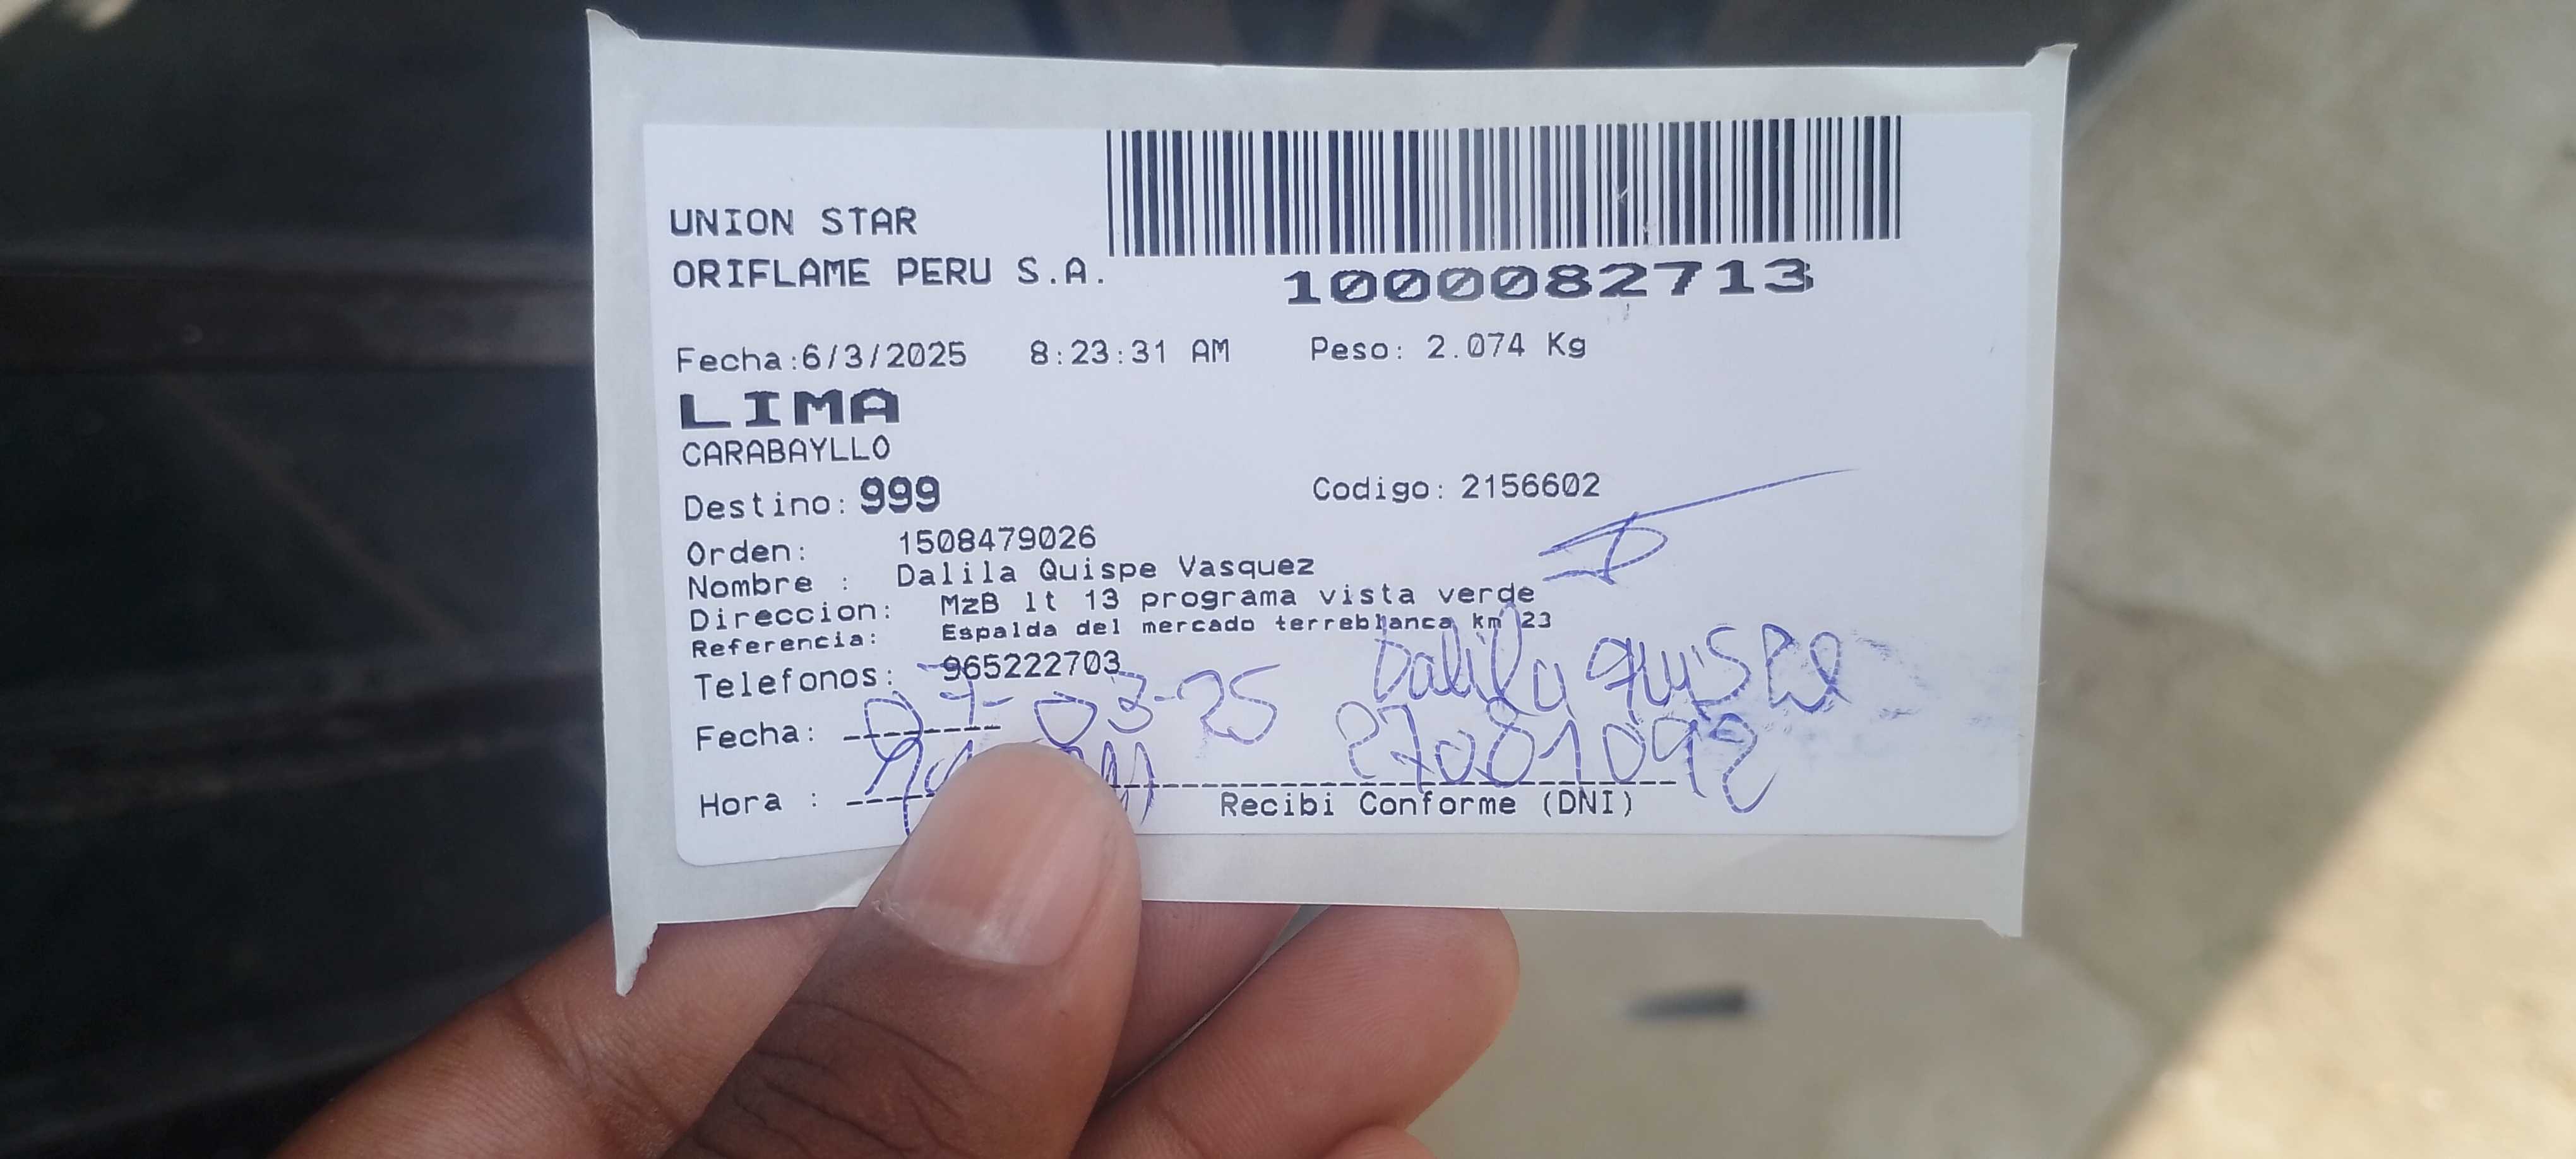 UNION STAR
ORIFLAME PERU S.A.
1000082713
Fecha:6/3/2025 8:23:31 AM Peso: 2.074 Kg
LIMA
CARABAYLLO
Destino: 999 Codigo: 2156602
Orden: 1508479026
Nombre : Dalila Quispe Vasquez
Direccion: MzB lt 13 programa vista verde
Referencia: Espalda del mercado terreblanca km 23
Telefonos: 965222703
Dalila Quispe
Fecha: 07-03-25
27081092
Hora :
Recibi Conforme (DNI)